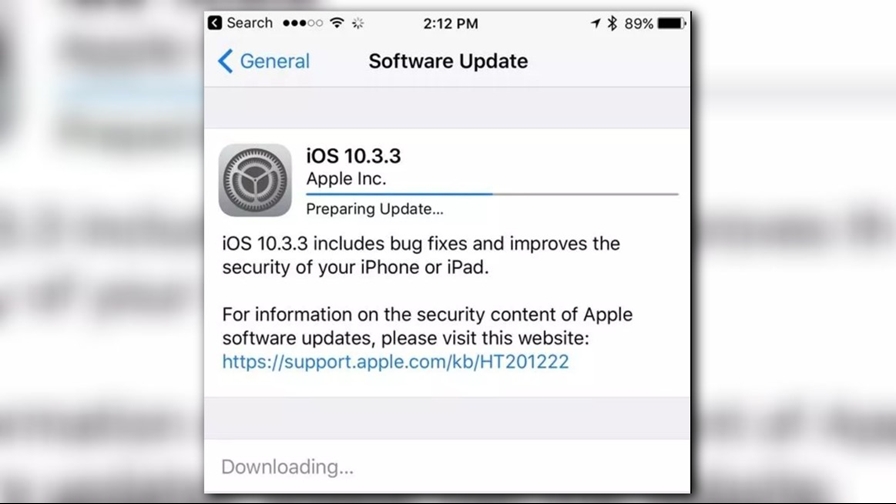 Search 2:12 PM 89%
General Software Update
iOS 10.3.3
Apple Inc.
Preparing Update...
iOS 10.3.3 includes bug fixes and improves the
security of your iPhone or iPad.
For information on the security content of Apple
software updates, please visit this website:
https://support.apple.com/kb/HT201222
Downloading...